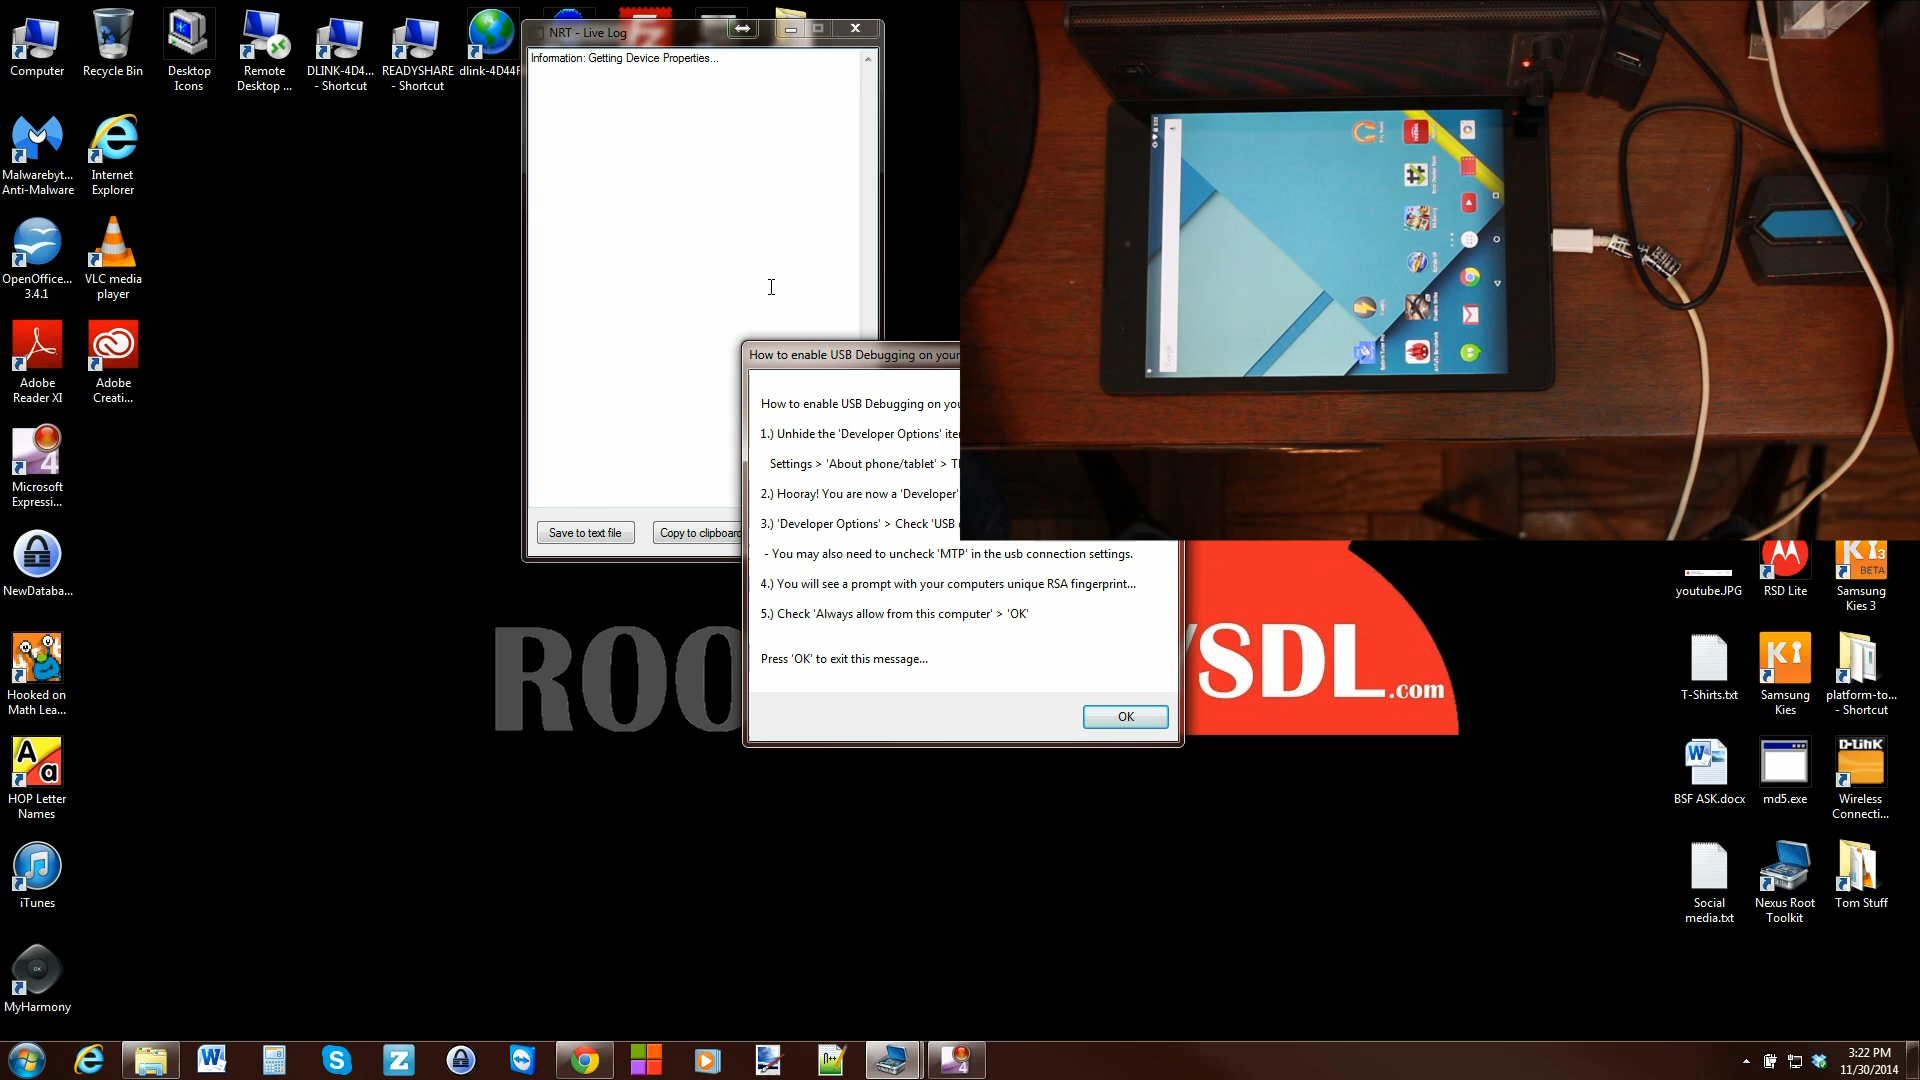 Computer
Recycle Bin
Desktop
Icons
Remote
Desktop ...
DLINK-4D4...
- Shortcut
READYSHARE
- Shortcut
dlink-4D44F
NRT - Live Log
Information: Getting Device Properties...
Malwarebyt...
Anti-Malware
Internet
Explorer
OpenOffice...
3.4.1
VLC media
player
Adobe
Reader XI
Adobe
Creati...
Microsoft
Expressi...
NewDataba...
Hooked on
Math Lea...
HOP Letter
Names
iTunes
MyHarmony
Save to text file
Copy to clipboard
How to enable USB Debugging on your
How to enable USB Debugging on you
1.) Unhide the 'Developer Options' ite
Settings > 'About phone/tablet' >
2.) Hooray! You are now a 'Developer'
3.) 'Developer Options' > Check 'USB
- You may also need to uncheck 'MTP' in the usb connection settings.
4.) You will see a prompt with your computers unique RSA fingerprint...
5.) Check 'Always allow from this computer' > 'OK'
Press 'OK' to exit this message...
OK
ROO
SDL.com
youtube.JPG
RSD Lite
BETA
Samsung
Kies 3
T-Shirts.txt
Samsung
Kies
platform-to...
- Shortcut
BSF ASK.docx
md5.exe
D-Link
Wireless
Connecti...
Social
media.txt
Nexus Root
Toolkit
Tom Stuff
3:22 PM
11/30/2014